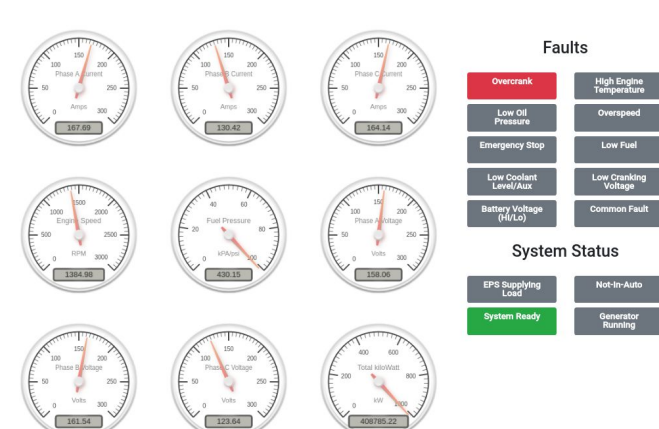 Phase A Current
0
50
100
150
200
250
300
Amps
167.69
Phase B Current
0
50
100
150
200
250
300
Amps
130.42
Phase C Current
0
50
100
150
200
250
300
Amps
164.14
Engine Speed
0
500
1000
1500
2000
2500
3000
RPM
1384.98
Fuel Pressure
20
40
60
80
100
kPA/psi
430.15
Phase A Voltage
0
50
100
150
200
250
300
Volts
158.06
Phase B Voltage
0
50
100
150
200
250
300
Volts
161.54
Phase C Voltage
0
50
100
150
200
250
300
Volts
123.64
Total kiloWatt
200
400
600
800
1000
kW
408785.22
Faults
Overcrank
High Engine
Temperature
Low Oil
Pressure
Overspeed
Emergency Stop
Low Fuel
Low Coolant
Level/Aux
Low Cranking
Voltage
Battery Voltage
(Hi/Lo)
Common Fault
System Status
EPS Supplying
Load
Not-In-Auto
System Ready
Generator
Running